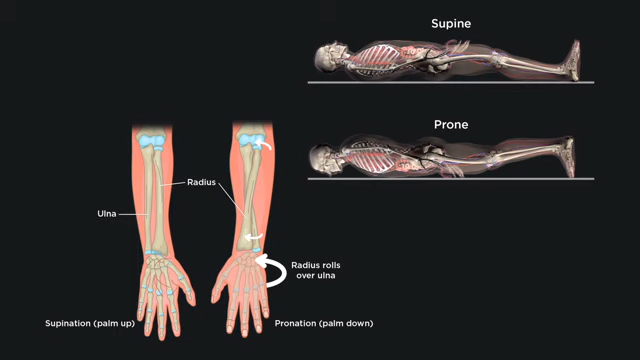 Supine
Prone
Radius
Ulna
Radius rolls
over ulna
Supination (palm up)
Pronation (palm down)